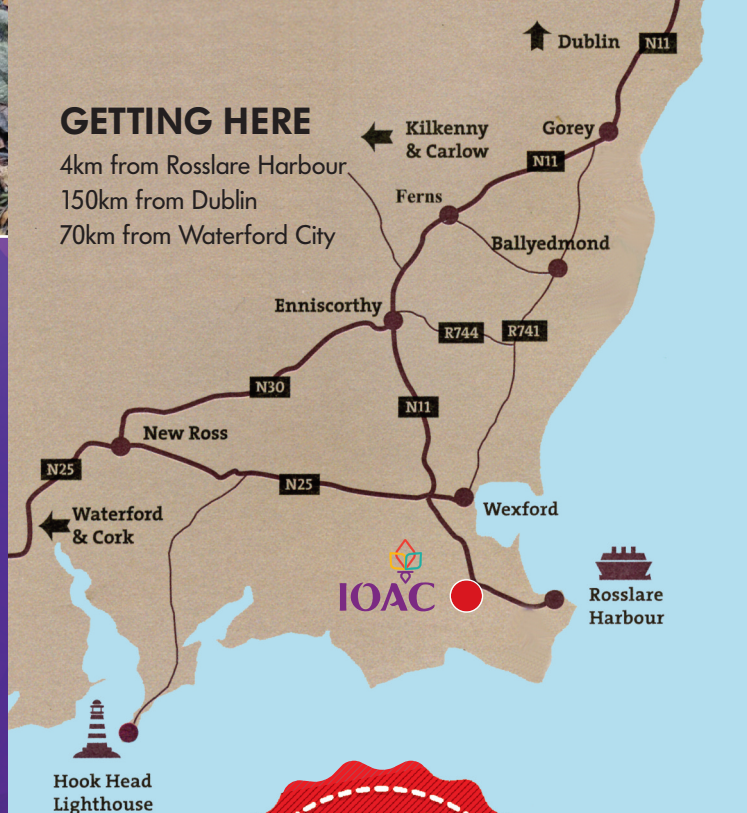 Dublin
N11
GETTING HERE
4km from Rosslare Harbour
150km from Dublin
70km from Waterford City
Kilkenny
& Carlow
Gorey
N11
Ferns
Ballyedmond
Enniscorthy
R744
R741
N30
N11
New Ross
N25
N25
Waterford
& Cork
Wexford
IOAC
Rosslare
Harbour
Hook Head
Lighthouse